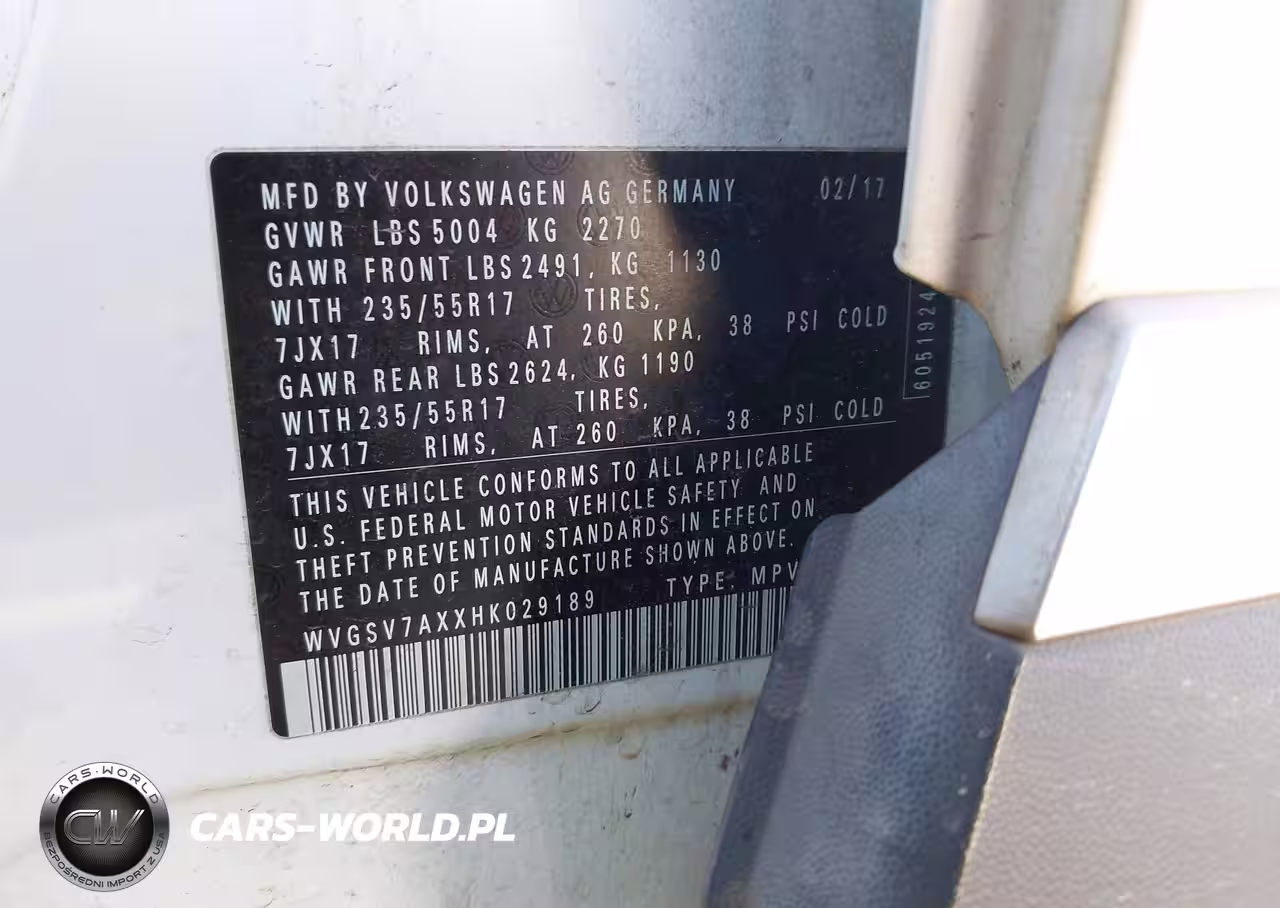 MFD BY VOLKSWAGEN AG GERMANY 02/17
GVWR LBS 5004 KG 2270
GAWR FRONT LBS 2491, KG 1130
WITH 235/55R17 TIRES,
7JX17 RIMS, AT 260 KPA, 38 PSI COLD
GAWR REAR LBS 2624, KG 1190
WITH 235/55R17 TIRES,
7JX17 RIMS, AT 260 KPA, 38 PSI COLD
THIS VEHICLE CONFORMS TO ALL APPLICABLE
U.S. FEDERAL MOTOR VEHICLE SAFETY AND
THEFT PREVENTION STANDARDS IN EFFECT ON
THE DATE OF MANUFACTURE SHOWN ABOVE.
WVGSV7AXXHK029189 TYPE: MPV
6051924
CARS-WORLD
CW
BEZPOŚREDNI IMPORT Z USA
CARS-WORLD.PL